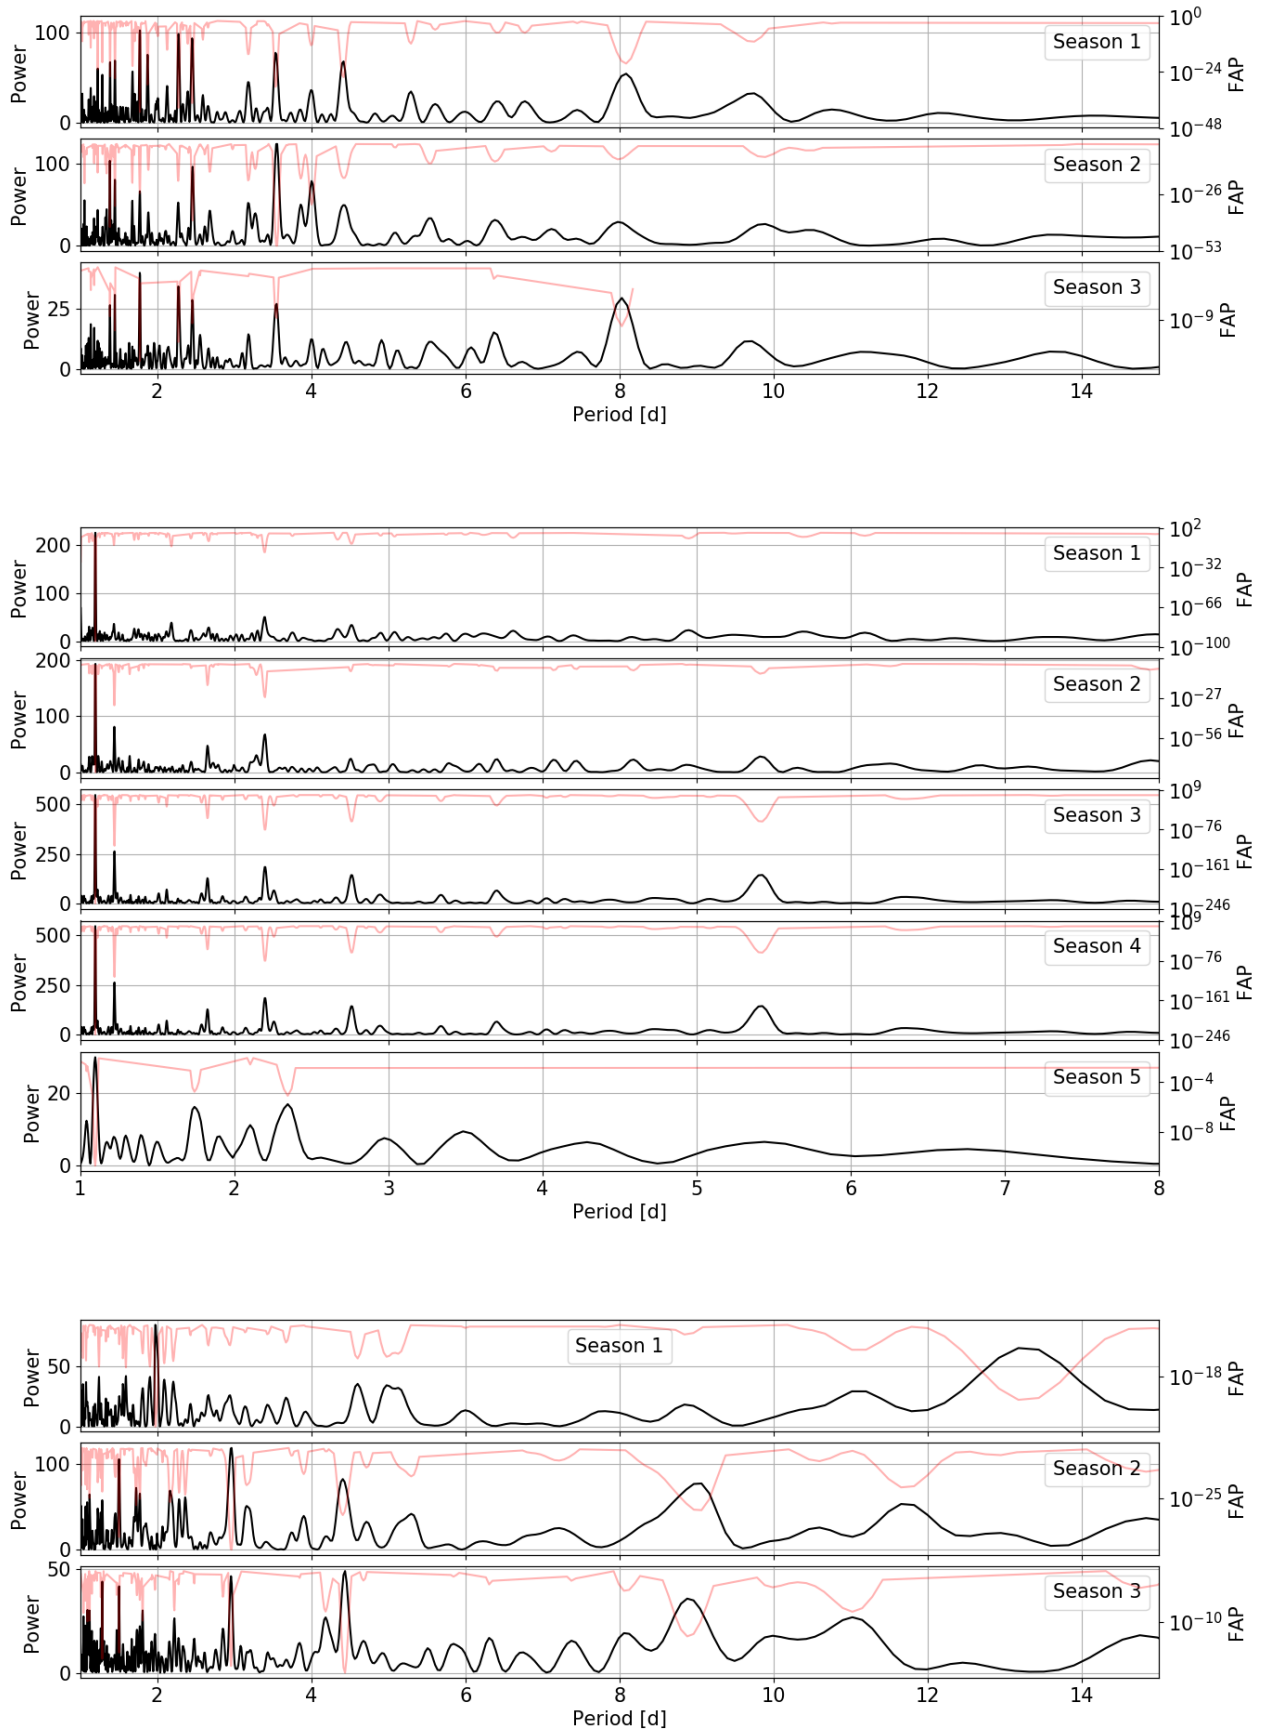 100
0
Power
Season 1
10^0
10^-24
10^-48
FAP
100
0
Power
Season 2
10^-26
10^-53
FAP
25
0
Power
Season 3
10^-9
FAP
2 4 6 8 10 12 14
Period [d]
200
100
0
Power
Season 1
10^2
10^-32
10^-66
10^-100
FAP
200
100
0
Power
Season 2
10^-27
10^-56
FAP
500
250
0
Power
Season 3
10^9
10^-76
10^-161
10^-246
FAP
500
250
0
Power
Season 4
10^9
10^-76
10^-161
10^-246
FAP
20
0
Power
Season 5
10^-4
10^-8
FAP
1 2 3 4 5 6 7 8
Period [d]
50
0
Power
Season 1
10^-18
FAP
100
0
Power
Season 2
10^-25
FAP
50
0
Power
Season 3
10^-10
FAP
2 4 6 8 10 12 14
Period [d]